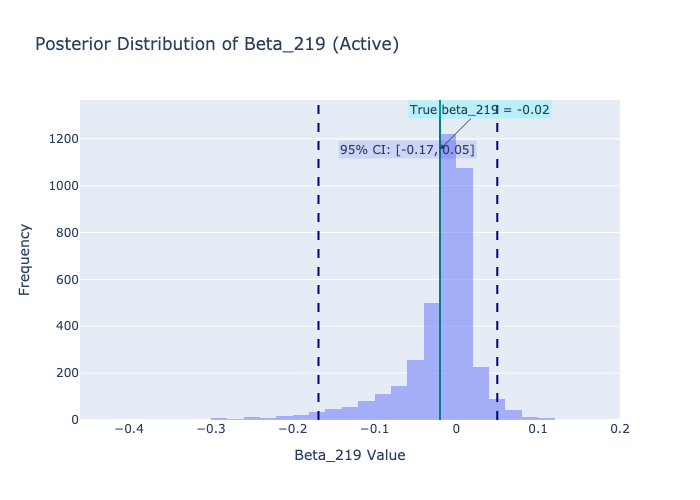 Posterior Distribution of Beta_219 (Active)
True beta_219 = -0.02
95% CI: [-0.17, 0.05]
Frequency
1200
1000
800
600
400
200
0
−0.4 −0.3 −0.2 −0.1 0 0.1 0.2
Beta_219 Value